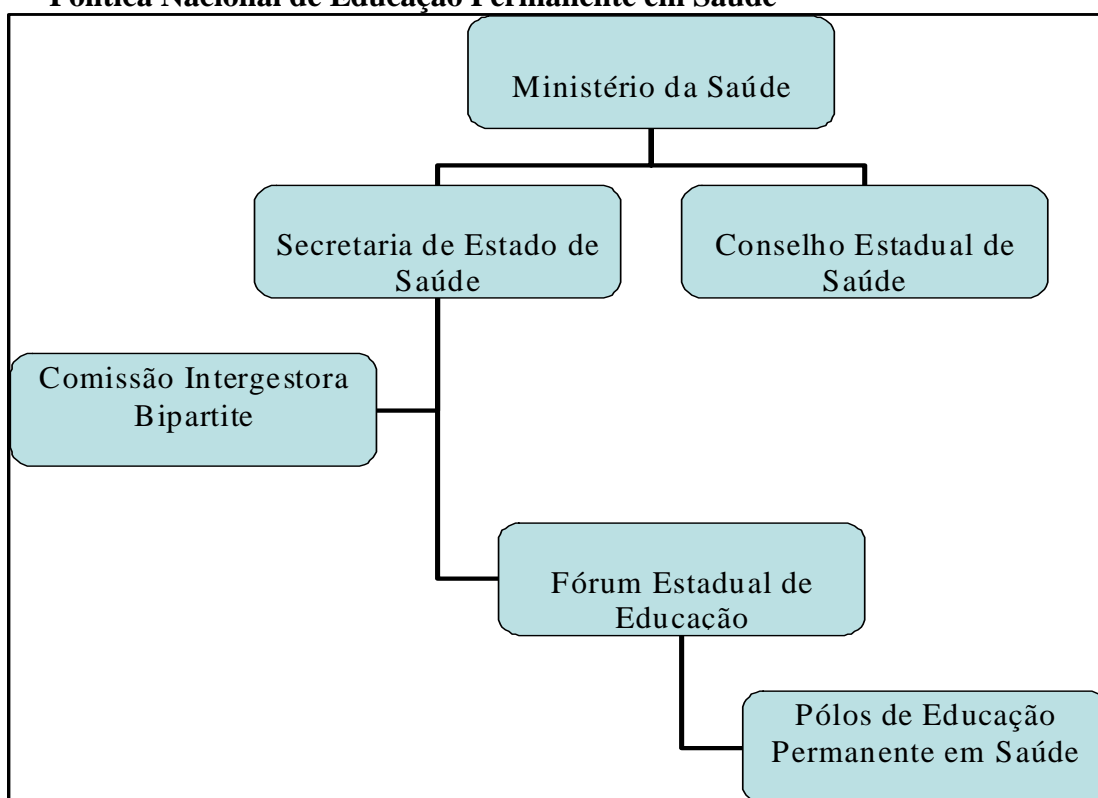 Política Nacional de Educação Permanente em Saúde
Ministério da Saúde
Secretaria de Estado de
Saúde
Conselho Estadual de
Saúde
Comissão Intergestora
Bipartite
Fórum Estadual de
Educação
Pólos de Educação
Permanente em Saúde